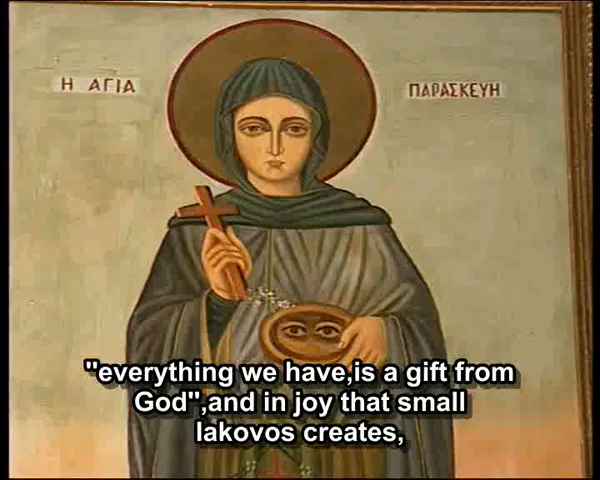 Η ΑΓΙΑ
ΠΑΡΑΣΚΕΥΗ
"everything we have,is a gift from
God",and in joy that small
Iakovos creates,